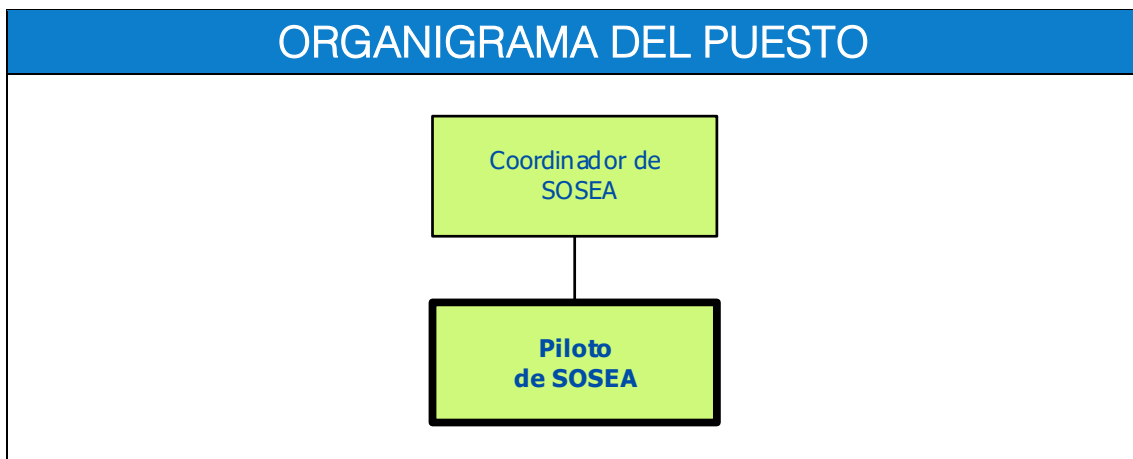 ORGANIGRAMA DEL PUESTO
Coordinador de
SOSEA
Piloto
de SOSEA